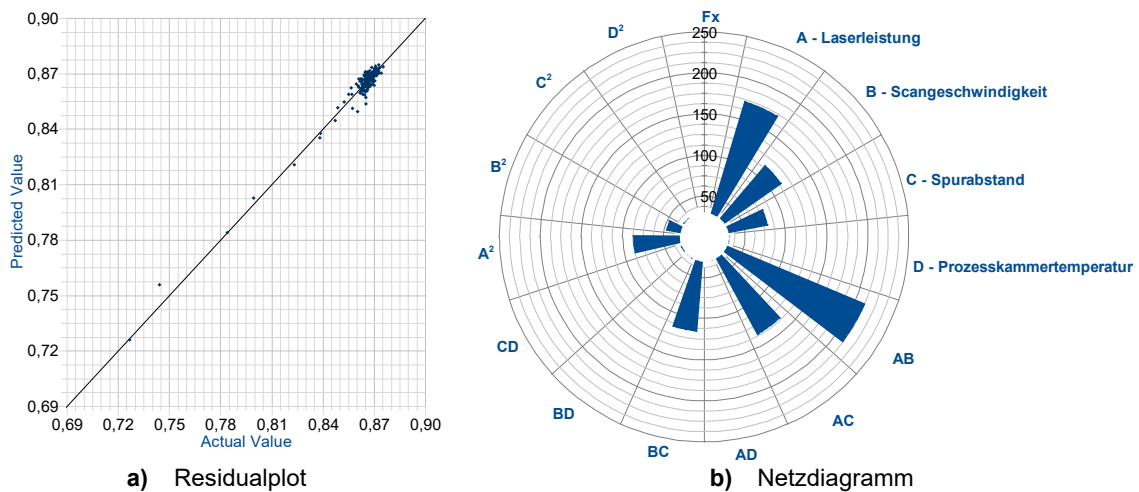 0,90
0,87
0,84
0,81
0,78
0,75
0,72
0,69
Predicted Value
0,69 0,72 0,75 0,78 0,81 0,84 0,87 0,90
Actual Value
a) Residualplot
Fx
250
200
150
100
50
A - Laserleistung
B - Scangeschwindigkeit
C - Spurabstand
D - Prozesskammertemperatur
AB
AC
AD
BC
BD
CD
A²
B²
C²
D²
b) Netzdiagramm